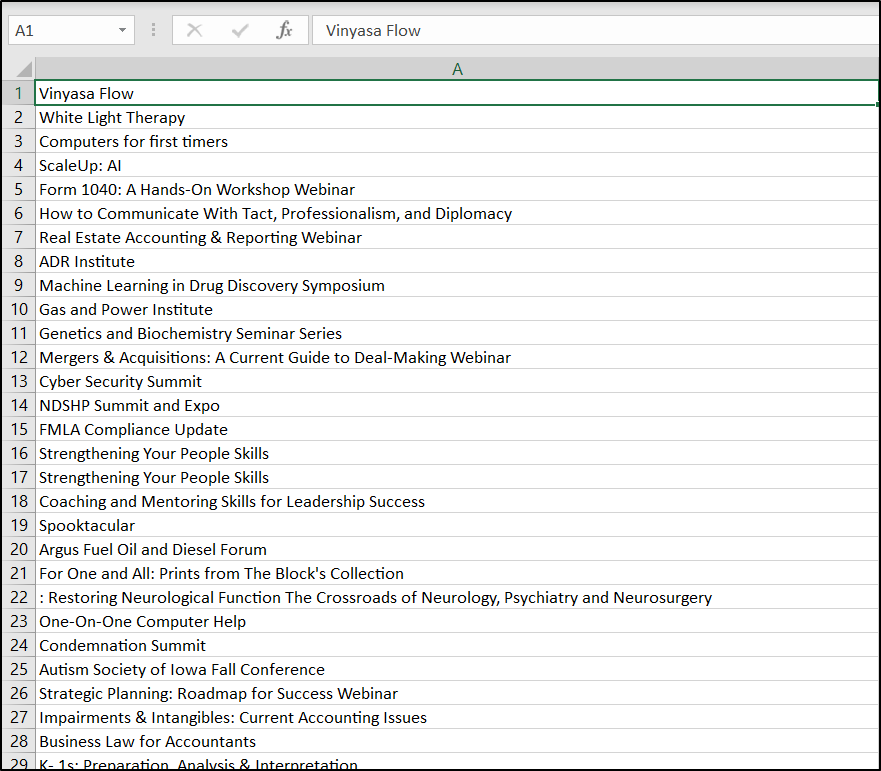 A1 fx Vinyasa Flow
A
1 Vinyasa Flow
2 White Light Therapy
3 Computers for first timers
4 ScaleUp: AI
5 Form 1040: A Hands-On Workshop Webinar
6 How to Communicate With Tact, Professionalism, and Diplomacy
7 Real Estate Accounting & Reporting Webinar
8 ADR Institute
9 Machine Learning in Drug Discovery Symposium
10 Gas and Power Institute
11 Genetics and Biochemistry Seminar Series
12 Mergers & Acquisitions: A Current Guide to Deal-Making Webinar
13 Cyber Security Summit
14 NDSHP Summit and Expo
15 FMLA Compliance Update
16 Strengthening Your People Skills
17 Strengthening Your People Skills
18 Coaching and Mentoring Skills for Leadership Success
19 Spooktacular
20 Argus Fuel Oil and Diesel Forum
21 For One and All: Prints from The Block's Collection
22 : Restoring Neurological Function The Crossroads of Neurology, Psychiatry and Neurosurgery
23 One-On-One Computer Help
24 Condemnation Summit
25 Autism Society of Iowa Fall Conference
26 Strategic Planning: Roadmap for Success Webinar
27 Impairments & Intangibles: Current Accounting Issues
28 Business Law for Accountants
29 K- 1s: Preparation, Analysis & Interpretation